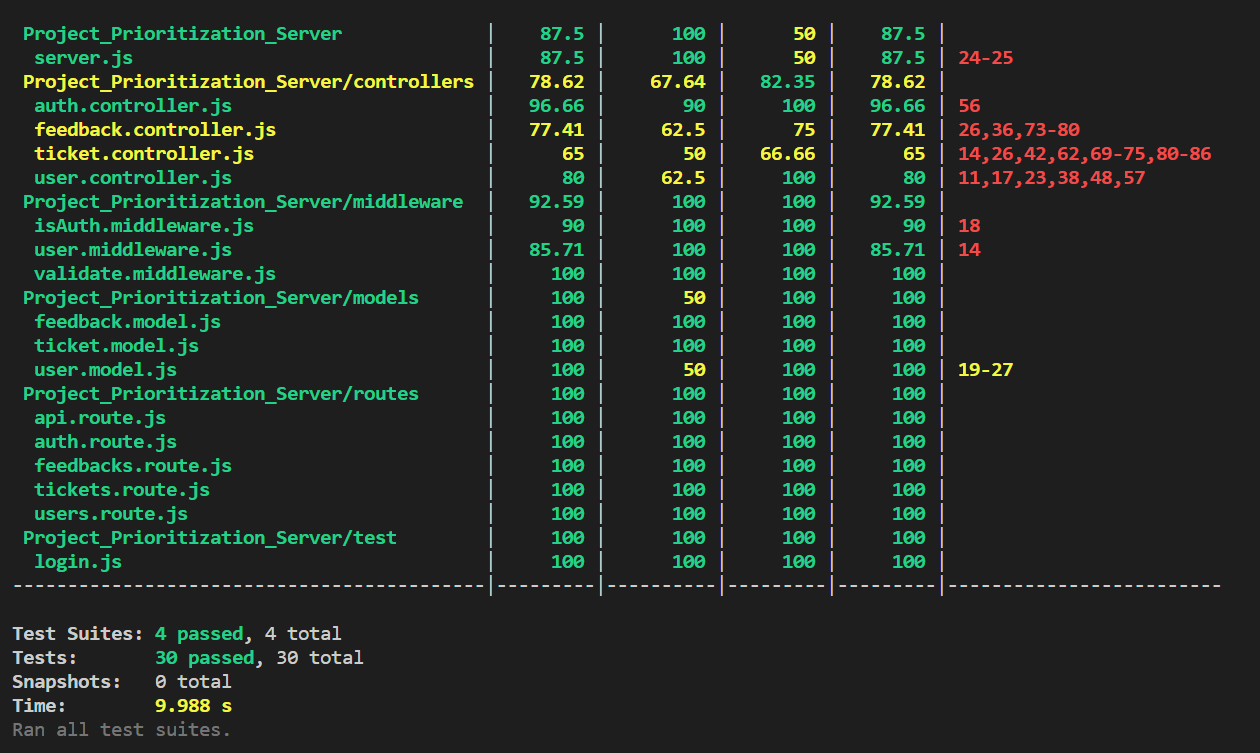 Project_Prioritization_Server | 87.5 | 100 | 50 | 87.5 |
server.js | 87.5 | 100 | 50 | 87.5 | 24-25
Project_Prioritization_Server/controllers | 78.62 | 67.64 | 82.35 | 78.62 |
auth.controller.js | 96.66 | 90 | 100 | 96.66 | 56
feedback.controller.js | 77.41 | 62.5 | 75 | 77.41 | 26,36,73-80
ticket.controller.js | 65 | 50 | 66.66 | 65 | 14,26,42,62,69-75,80-86
user.controller.js | 80 | 62.5 | 100 | 80 | 11,17,23,38,48,57
Project_Prioritization_Server/middleware | 92.59 | 100 | 100 | 92.59 |
isAuth.middleware.js | 90 | 100 | 100 | 90 | 18
user.middleware.js | 85.71 | 100 | 100 | 85.71 | 14
validate.middleware.js | 100 | 100 | 100 | 100 |
Project_Prioritization_Server/models | 100 | 50 | 100 | 100 |
feedback.model.js | 100 | 100 | 100 | 100 |
ticket.model.js | 100 | 100 | 100 | 100 |
user.model.js | 100 | 50 | 100 | 100 | 19-27
Project_Prioritization_Server/routes | 100 | 100 | 100 | 100 |
api.route.js | 100 | 100 | 100 | 100 |
auth.route.js | 100 | 100 | 100 | 100 |
feedbacks.route.js | 100 | 100 | 100 | 100 |
tickets.route.js | 100 | 100 | 100 | 100 |
users.route.js | 100 | 100 | 100 | 100 |
Project_Prioritization_Server/test | 100 | 100 | 100 | 100 |
login.js | 100 | 100 | 100 | 100 |
-------------------------------------------|---------|----------|---------|---------|-------------------------
Test Suites: 4 passed, 4 total
Tests: 30 passed, 30 total
Snapshots: 0 total
Time: 9.988 s
Ran all test suites.